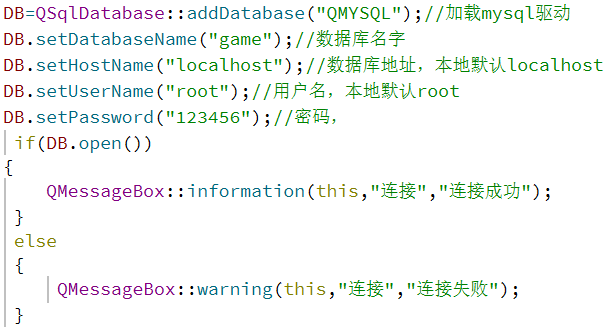 DB=QSqlDatabase::addDatabase("QMYSQL");//加载mysql驱动
DB.setDatabaseName("game");//数据库名字
DB.setHostName("localhost");//数据库地址，本地默认localhost
DB.setUserName("root");//用户名，本地默认root
DB.setPassword("123456");//密码，
if(DB.open())
{
QMessageBox::information(this,"连接","连接成功");
}
else
{
QMessageBox::warning(this,"连接","连接失败");
}